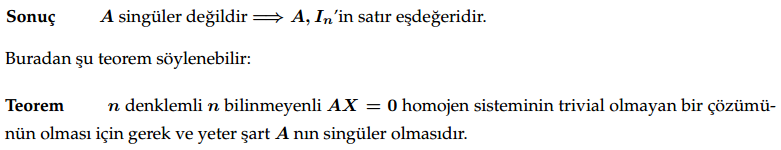 Sonuç A singüler değildir ⟹ A, Iₙ'in satır eşdeğeridir.
Buradan şu teorem söylenebilir:
Teorem n denklemli n bilinmeyenli AX = 0 homojen sisteminin trivial olmayan bir çözümü-
nün olması için gerek ve yeter şart A nın singüler olmasıdır.